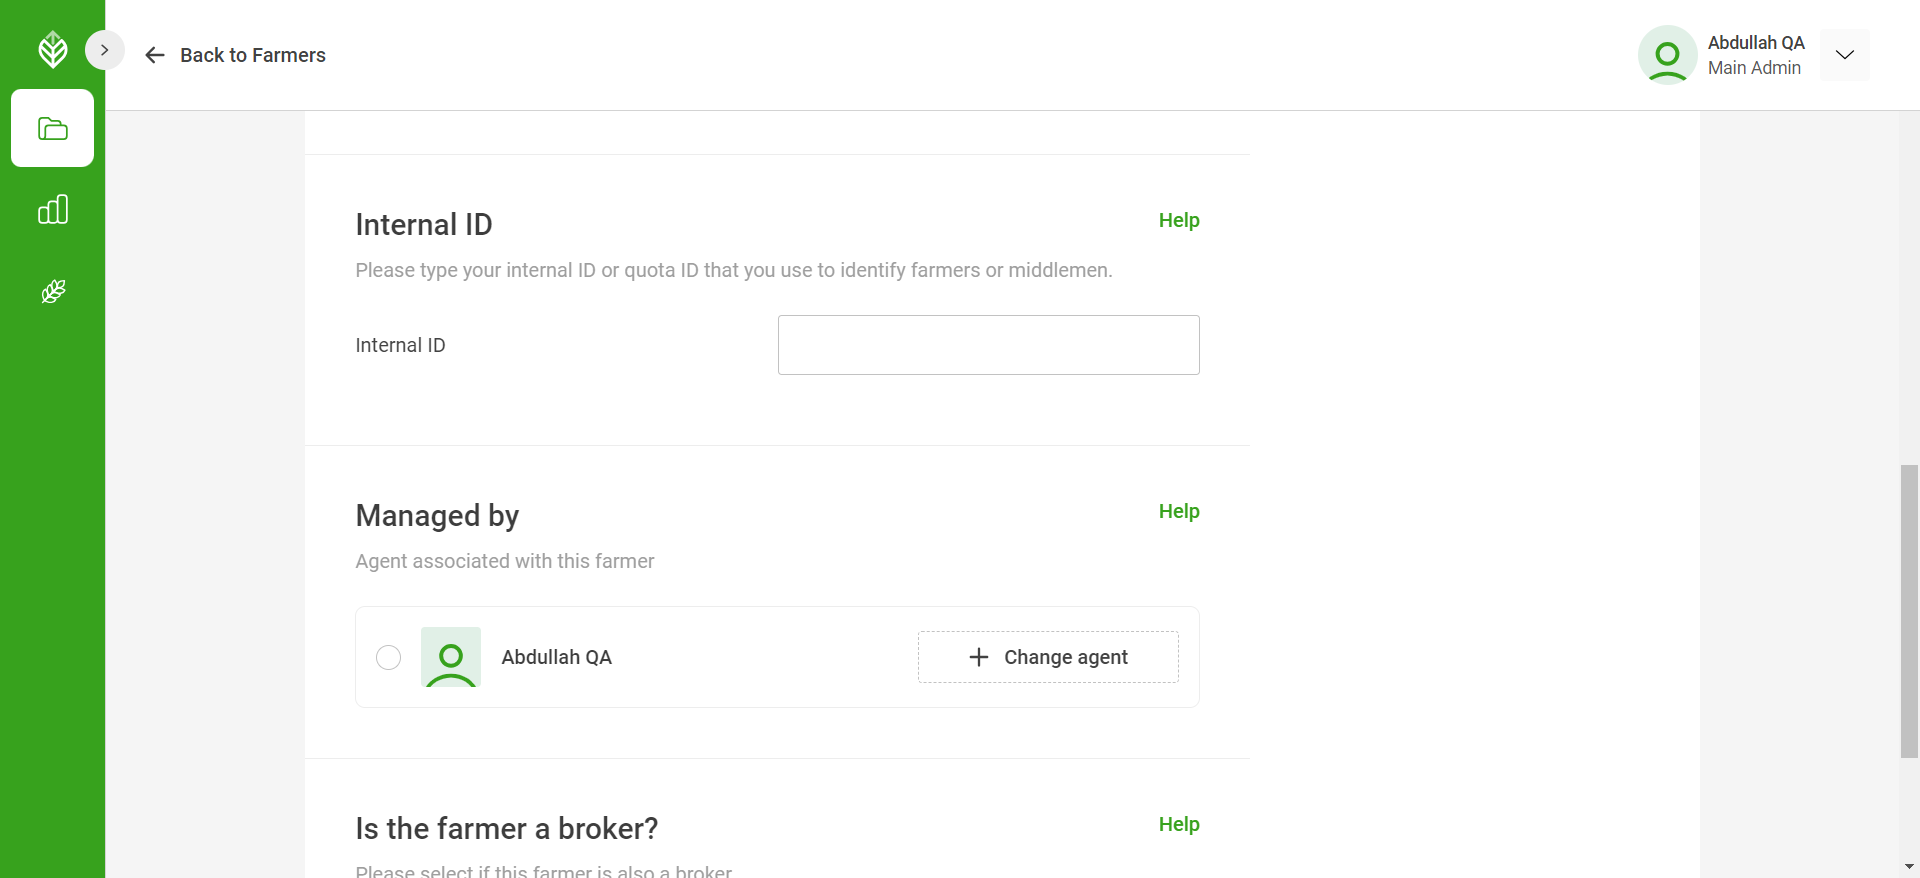 Back to Farmers
Abdullah QA
Main Admin
Internal ID
Help
Please type your internal ID or quota ID that you use to identify farmers or middlemen.
Internal ID
Managed by
Help
Agent associated with this farmer
Abdullah QA
Change agent
Is the farmer a broker?
Help
Please select if this farmer is also a broker